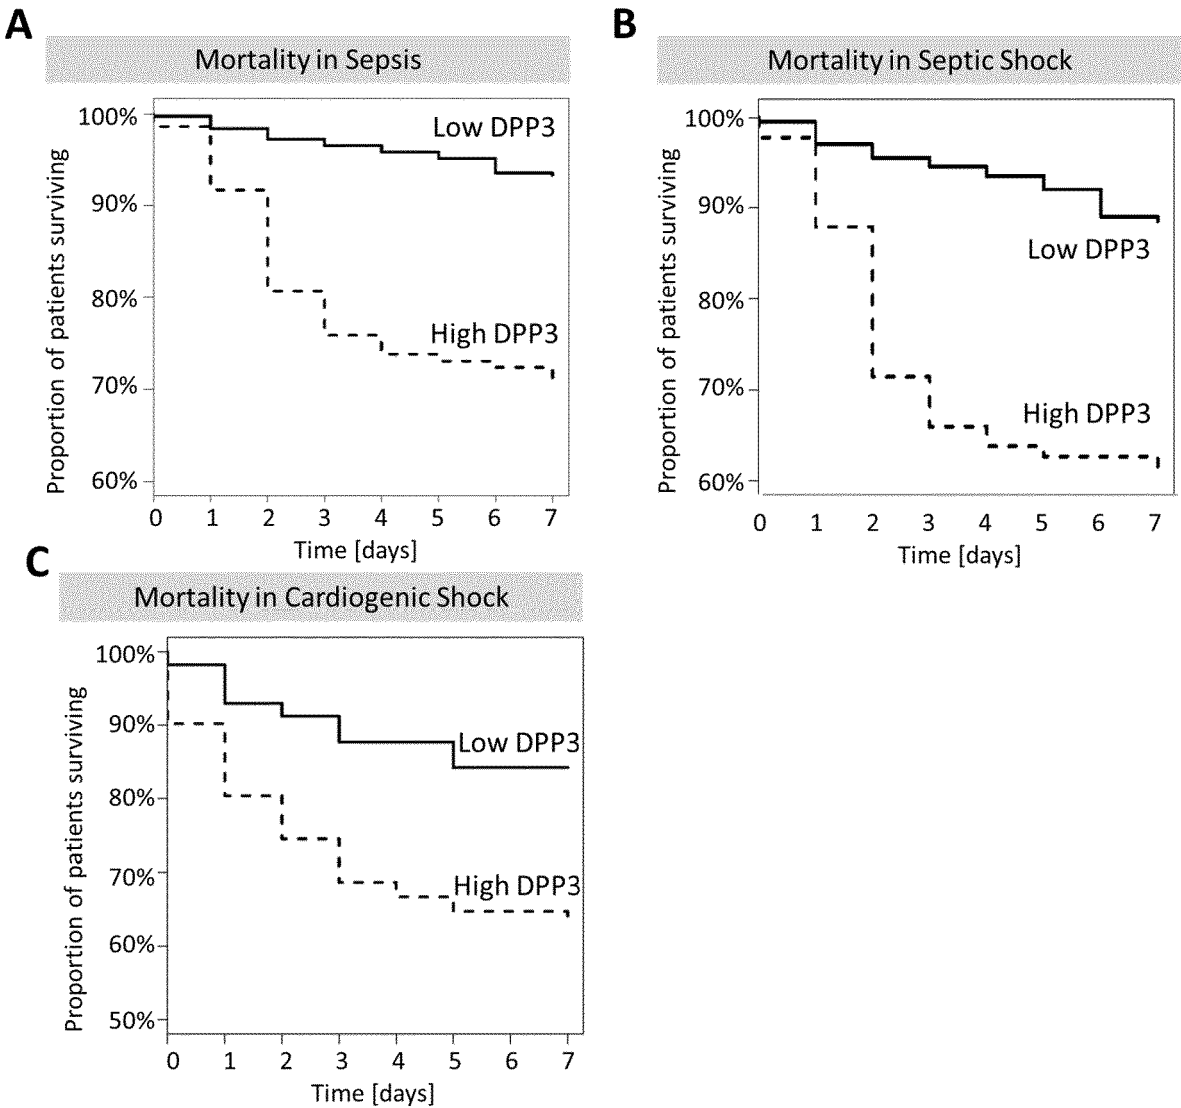 A
Mortality in Sepsis
Proportion of patients surviving
100%
90%
80%
70%
60%
Low DPP3
High DPP3
0 1 2 3 4 5 6 7
Time [days]
B
Mortality in Septic Shock
Proportion of patients surviving
100%
90%
80%
70%
60%
Low DPP3
High DPP3
0 1 2 3 4 5 6 7
Time [days]
C
Mortality in Cardiogenic Shock
Proportion of patients surviving
100%
90%
80%
70%
60%
50%
Low DPP3
High DPP3
0 1 2 3 4 5 6 7
Time [days]